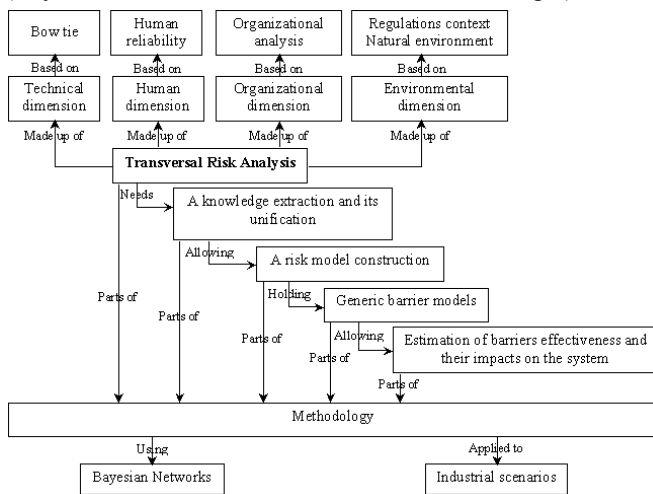 Bow tie
Human
reliability
Organizational
analysis
Regulations context
Natural environment
Based on
Based on
Based on
Based on
Technical
dimension
Human
dimension
Organizational
dimension
Environmental
dimension
Made up of
Made up of
Made up of
Made up of
Transversal Risk Analysis
Needs
A knowledge extraction and its
unification
Allowing
A risk model construction
Holding
Generic barrier models
Allowing
Estimation of barriers effectiveness and
their impacts on the system
Parts of
Parts of
Parts of
Parts of
Parts of
Methodology
Using
Applied to
Bayesian Networks
Industrial scenarios